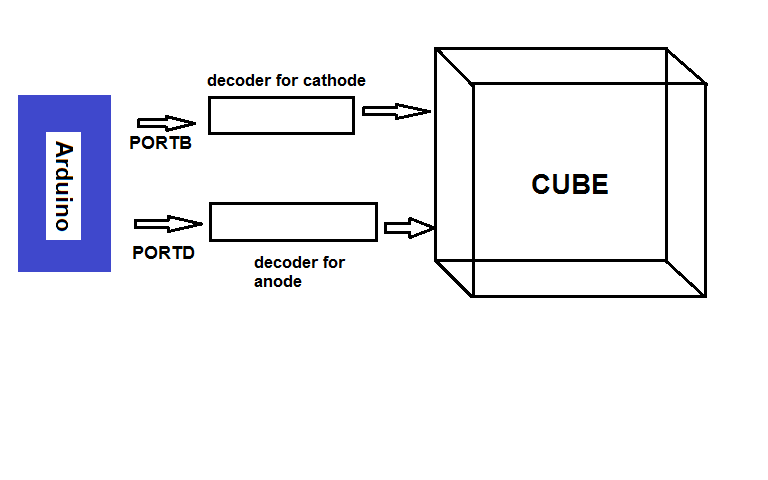 decoder for cathode
PORTB
Arduino
CUBE
PORTD
decoder for
anode